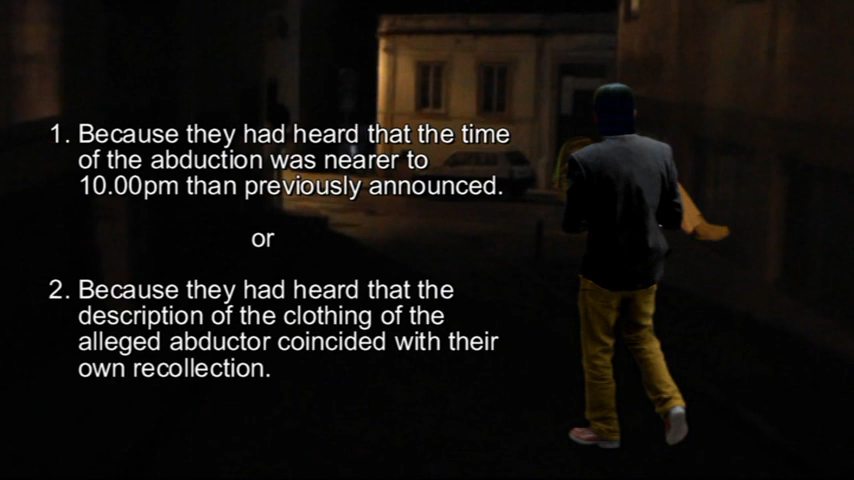 1. Because they had heard that the time
of the abduction was nearer to
10.00pm than previously announced.
or
2. Because they had heard that the
description of the clothing of the
alleged abductor coincided with their
own recollection.